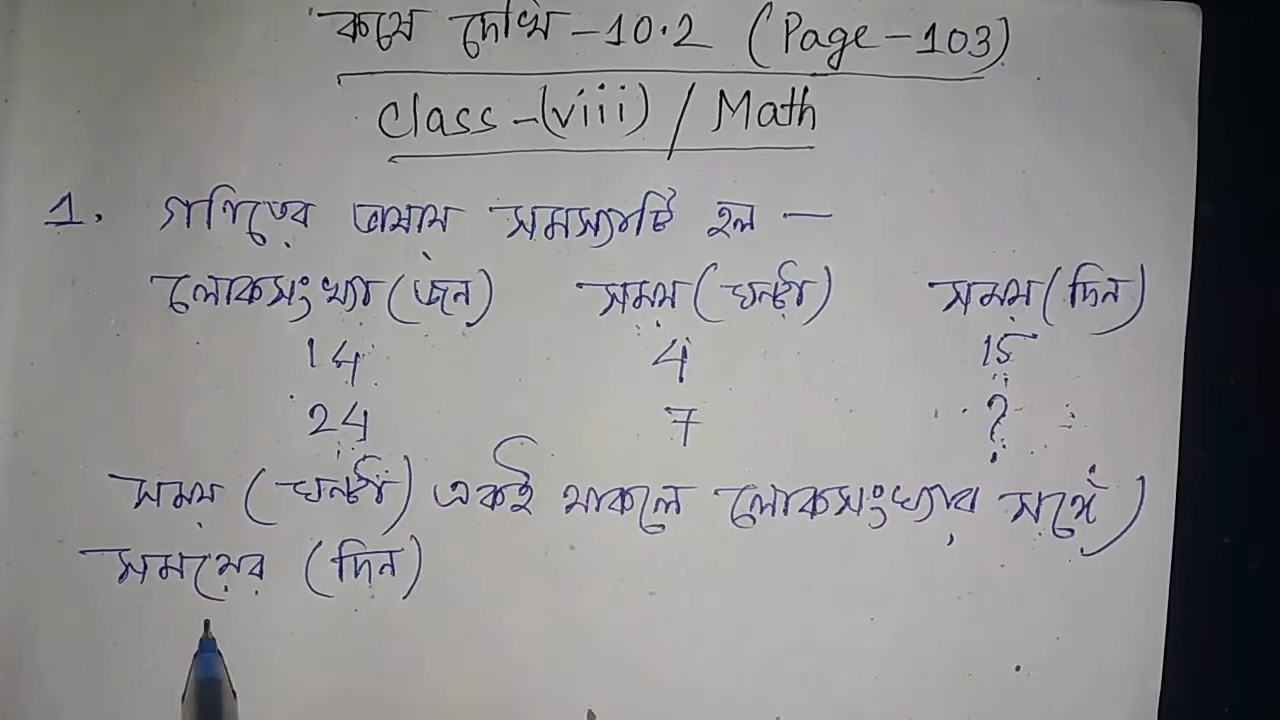 কষে দেখি -10.2 (Page-103)
Class-(viii) / Math
1. গণিতের ভাষায় সমস্যাটি হল —
লোকসংখ্যা (জন) সময় (ঘন্টা) সময় (দিন)
14 4 15
24 7 ?
সময় (ঘন্টা) একই থাকলে লোকসংখ্যার সঙ্গে
সময়ের (দিন)